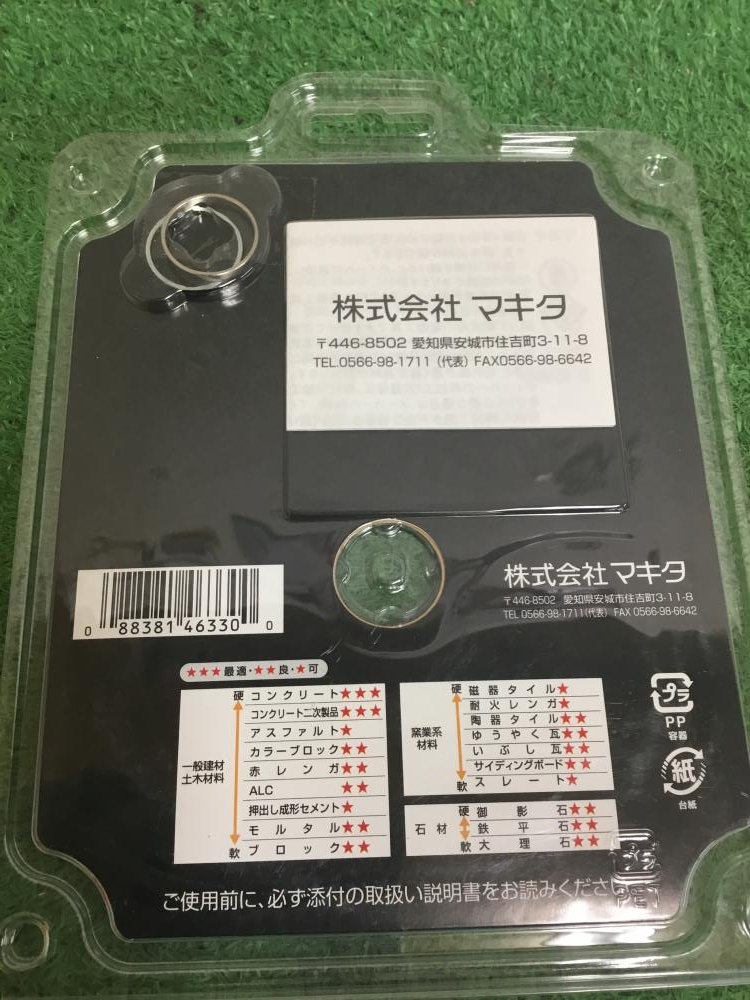 株式会社 マキタ
〒446-8502 愛知県安城市住吉町3-11-8
TEL.0566-98-1711 (代表) FAX0566-98-6642
0 88381 46330 0
株式会社 マキタ
〒446-8502 愛知県安城市住吉町3-11-8
TEL 0566-98-1711(代表) FAX 0566-98-6642
★★★最適・★★良・★可
一般建材
土木材料
硬 コンクリート★★★
コンクリート二次製品★★★
アスファルト★
カラーブロック★★
赤レンガ★★
ALC ★★
押出し成形セメント★
モルタル★★
軟 ブロック★★
窯業系
材料
硬 磁器タイル★
耐火レンガ★
陶器タイル★★
ゆうやく瓦★★
いぶし瓦★★
サイディングボード★★
軟 スレート★
石材
硬 御影石★★
鉄平石★★
軟 大理石★★
プラ
PP
容器
紙
台紙
ご使用前に、必ず添付の取扱い説明書をお読みください